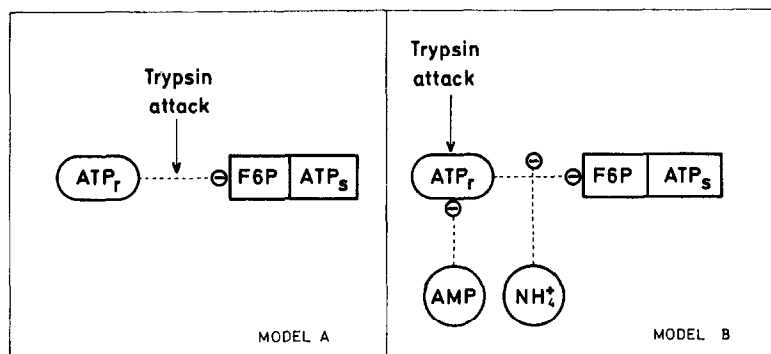 Trypsin
attack
ATPr
⊖
F6P
ATPs
MODEL A
Trypsin
attack
⊖
ATPr
⊖
F6P
ATPs
⊖
AMP
NH4+
MODEL B